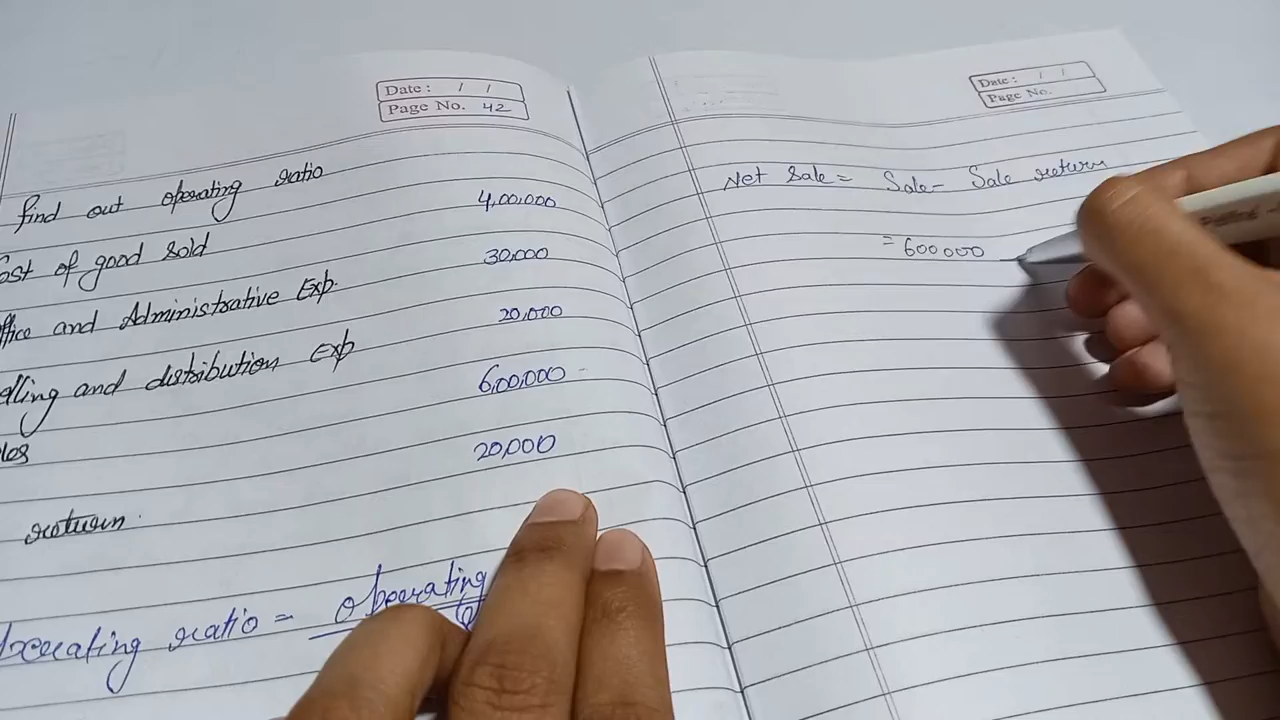 Date : / /
Page No. 42
find out operating ratio
ost of good sold 4,00,000
ffice and Administrative Exp. 30,000
elling and distribution Exp 20,000
les 6,00,000
return. 20,000
perating ratio = operating
Date : / /
Page No.
Net Sale = Sale - Sale return
= 600000 -